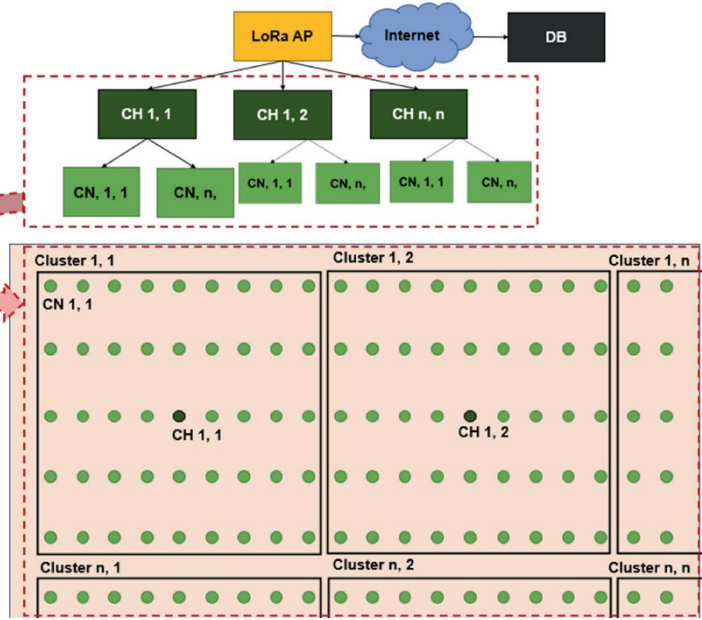 LoRa AP
Internet
DB
CH 1, 1
CH 1, 2
CH n, n
CN, 1, 1
CN, n,
CN, 1, 1
CN, n,
CN, 1, 1
CN, n,
Cluster 1, 1
Cluster 1, 2
Cluster 1, n
CN 1, 1
CH 1, 1
CH 1, 2
Cluster n, 1
Cluster n, 2
Cluster n, n